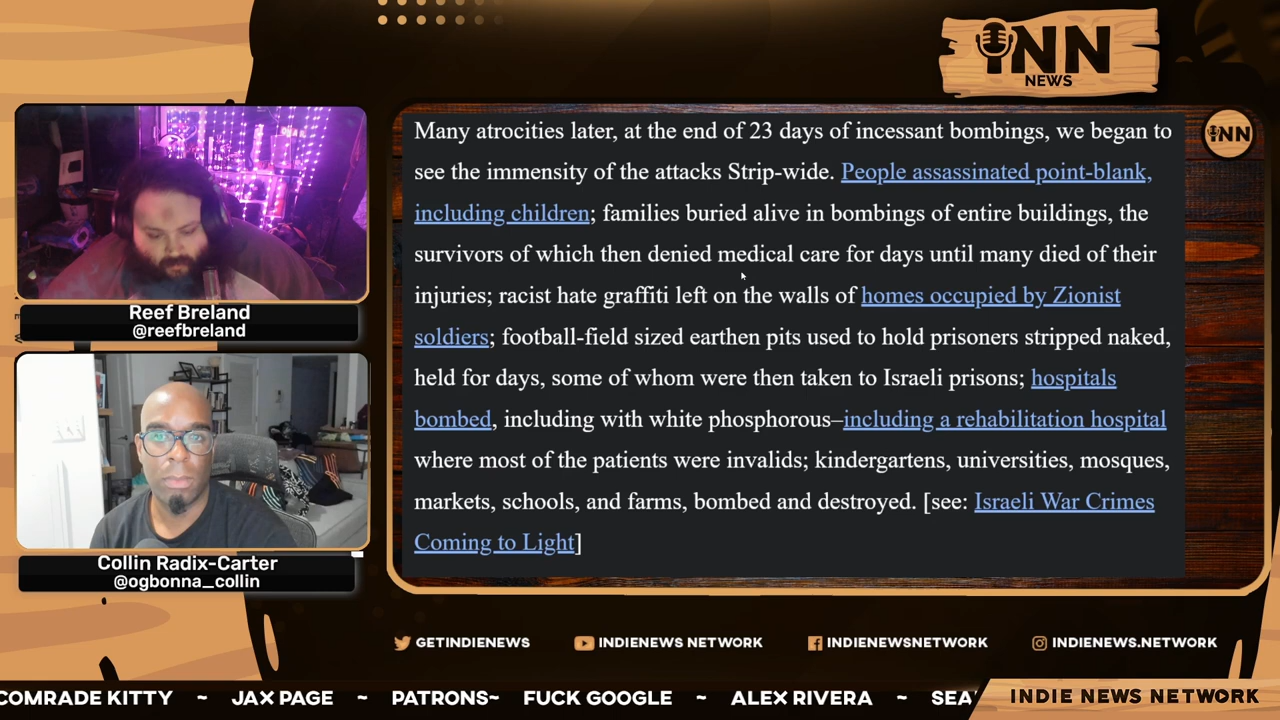 INN
NEWS
INN
Reef Breland
@reefbreland
Collin Radix-Carter
@ogbonna_collin
Many atrocities later, at the end of 23 days of incessant bombings, we began to
see the immensity of the attacks Strip-wide. People assassinated point-blank,
including children; families buried alive in bombings of entire buildings, the
survivors of which then denied medical care for days until many died of their
injuries; racist hate graffiti left on the walls of homes occupied by Zionist
soldiers; football-field sized earthen pits used to hold prisoners stripped naked,
held for days, some of whom were then taken to Israeli prisons; hospitals
bombed, including with white phosphorous–including a rehabilitation hospital
where most of the patients were invalids; kindergartens, universities, mosques,
markets, schools, and farms, bombed and destroyed. [see: Israeli War Crimes
Coming to Light]
GETINDIENEWS
INDIENEWS NETWORK
INDIENEWSNETWORK
INDIENEWS.NETWORK
COMRADE KITTY ~ JAX PAGE ~ PATRONS~ FUCK GOOGLE ~ ALEX RIVERA ~ SEA
INDIE NEWS NETWORK